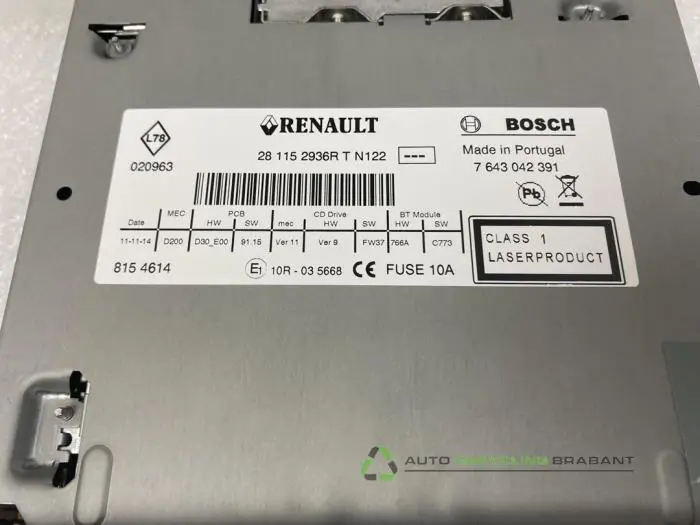 L78
020963
RENAULT
BOSCH
28 115 2936R T N122 ---
Made in Portugal
7 643 042 391
Pb
MEC PCB CD Drive BT Module
Date HW SW mec HW SW HW SW
11-11-14 D200 D30_E00 91.15 Ver 11 Ver 9 FW37 766A C773
CLASS 1
LASERPRODUCT
815 4614 E1 10R - 03 5668 CE FUSE 10A
AUTO RECYCLING BRABANT